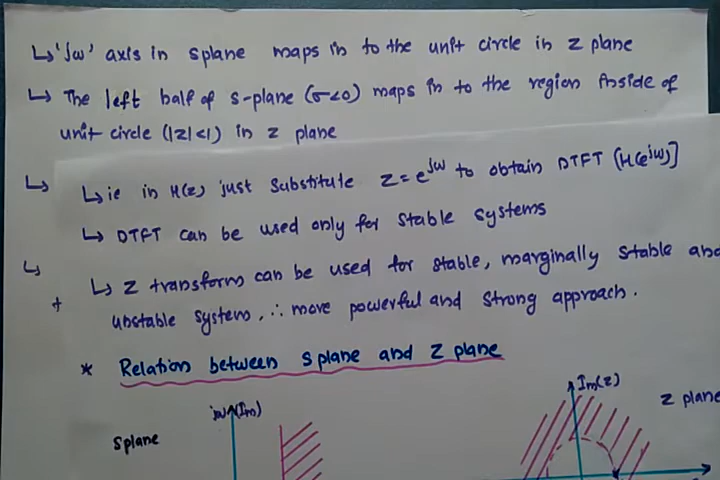 ↳ 'jω' axis in s plane maps in to the unit circle in z plane
↳ The left half of s-plane (σ<0) maps in to the region inside of
unit circle (|z|<1) in z plane
↳ ↳ ie in H(z) just substitute z=e^jω to obtain DTFT [H(e^jω)]
↳ DTFT can be used only for stable systems
↳ ↳ Z transform can be used for stable, marginally stable and
unstable system, ∴ more powerful and strong approach.
* Relation between s plane and z plane
jω (Im)
Im(z)
z plane
s plane